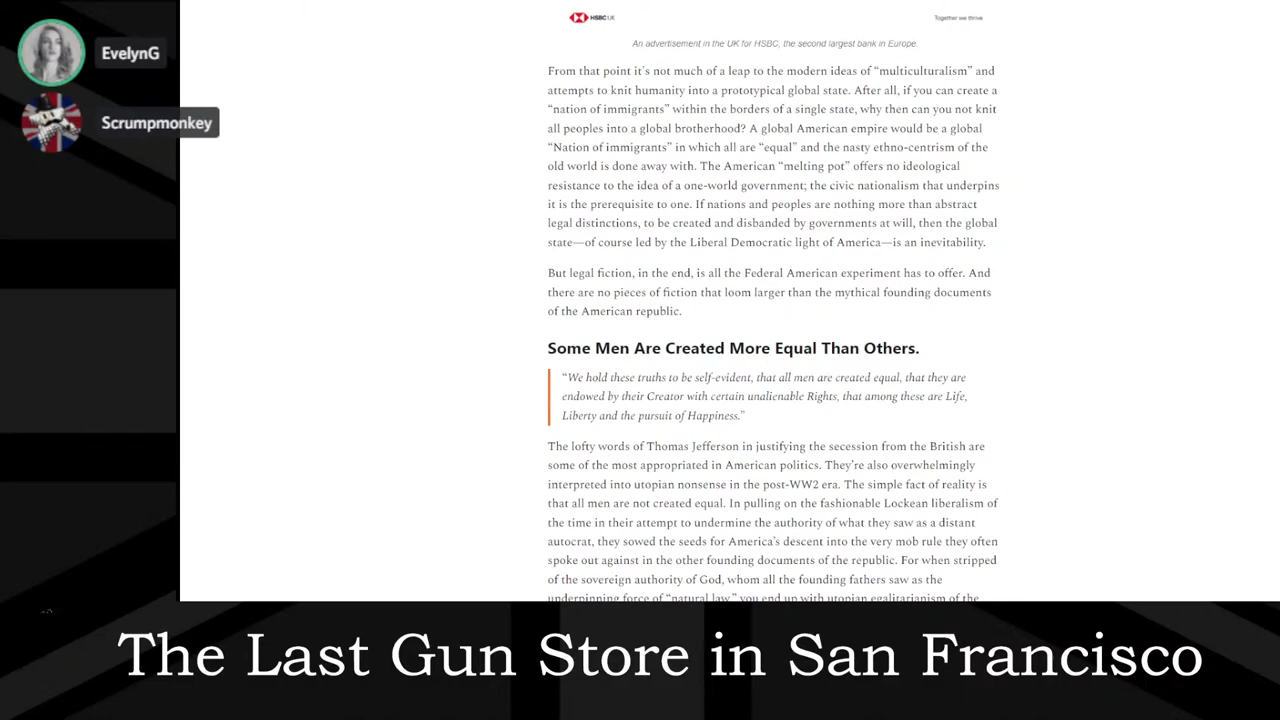 HSBC UK
Together we thrive
An advertisement in the UK for HSBC, the second largest bank in Europe.
EvelynG
Scrumpmonkey
From that point it's not much of a leap to the modern ideas of “multiculturalism” and
attempts to knit humanity into a prototypical global state. After all, if you can create a
“nation of immigrants” within the borders of a single state, why then can you not knit
all peoples into a global brotherhood? A global American empire would be a global
“Nation of immigrants” in which all are “equal” and the nasty ethno-centrism of the
old world is done away with. The American “melting pot” offers no ideological
resistance to the idea of a one-world government; the civic nationalism that underpins
it is the prerequisite to one. If nations and peoples are nothing more than abstract
legal distinctions, to be created and disbanded by governments at will, then the global
state—of course led by the Liberal Democratic light of America—is an inevitability.
But legal fiction, in the end, is all the Federal American experiment has to offer. And
there are no pieces of fiction that loom larger than the mythical founding documents
of the American republic.
Some Men Are Created More Equal Than Others.
“We hold these truths to be self-evident, that all men are created equal, that they are
endowed by their Creator with certain unalienable Rights, that among these are Life,
Liberty and the pursuit of Happiness.”
The lofty words of Thomas Jefferson in justifying the secession from the British are
some of the most appropriated in American politics. They're also overwhelmingly
interpreted into utopian nonsense in the post-WW2 era. The simple fact of reality is
that all men are not created equal. In pulling on the fashionable Lockean liberalism of
the time in their attempt to undermine the authority of what they saw as a distant
autocrat, they sowed the seeds for America's descent into the very mob rule they often
spoke out against in the other founding documents of the republic. For when stripped
of the sovereign authority of God, whom all the founding fathers saw as the
underpinning force of “natural law” you end up with utopian egalitarianism of the
The Last Gun Store in San Francisco